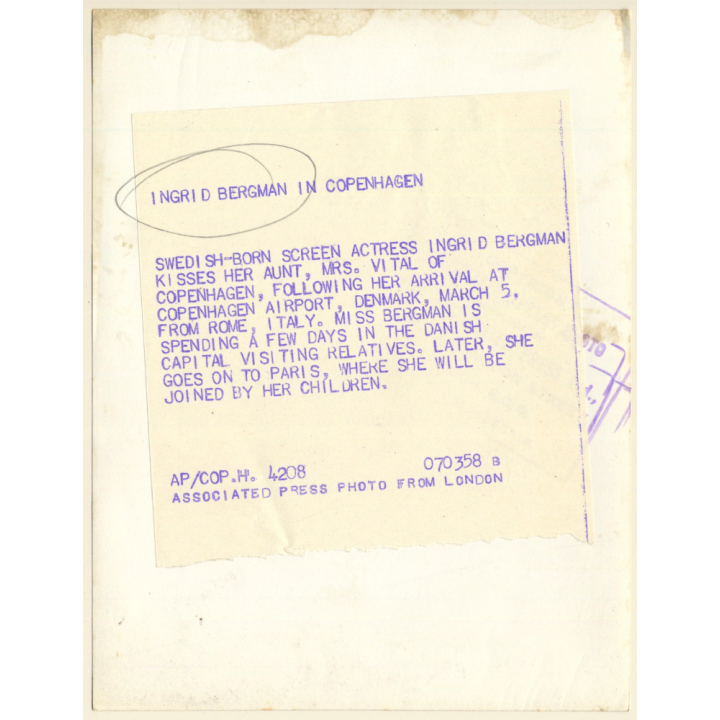 INGRID BERGMAN IN COPENHAGEN
SWEDISH-BORN SCREEN ACTRESS INGRID BERGMAN
KISSES HER AUNT, MRS. VITAL OF
COPENHAGEN, FOLLOWING HER ARRIVAL AT
COPENHAGEN AIRPORT, DENMARK, MARCH 5,
FROM ROME, ITALY. MISS BERGMAN IS
SPENDING A FEW DAYS IN THE DANISH
CAPITAL VISITING RELATIVES. LATER, SHE
GOES ON TO PARIS, WHERE SHE WILL BE
JOINED BY HER CHILDREN.
AP/COP.H. 4208 070358 B
ASSOCIATED PRESS PHOTO FROM LONDON